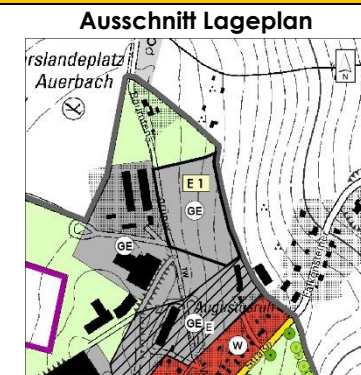 Ausschnitt Lageplan
rslandeplatz
Auerbach
N
E 1
GE
GE
GE E
W